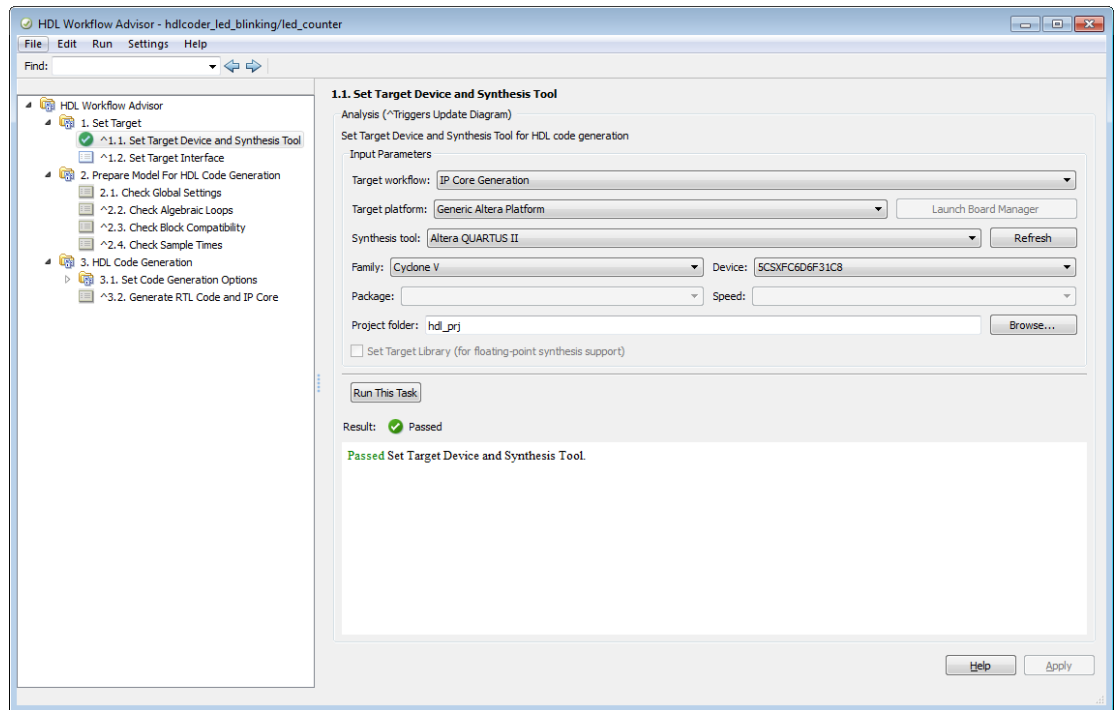 HDL Workflow Advisor - hdlcoder_led_blinking/led_counter
File Edit Run Settings Help
Find:
HDL Workflow Advisor
1. Set Target
^1.1. Set Target Device and Synthesis Tool
^1.2. Set Target Interface
2. Prepare Model For HDL Code Generation
2.1. Check Global Settings
^2.2. Check Algebraic Loops
^2.3. Check Block Compatibility
^2.4. Check Sample Times
3. HDL Code Generation
3.1. Set Code Generation Options
^3.2. Generate RTL Code and IP Core
1.1. Set Target Device and Synthesis Tool
Analysis (^Triggers Update Diagram)
Set Target Device and Synthesis Tool for HDL code generation
Input Parameters
Target workflow: IP Core Generation
Target platform: Generic Altera Platform Launch Board Manager
Synthesis tool: Altera QUARTUS II Refresh
Family: Cyclone V Device: 5CSXFC6D6F31C8
Package: Speed:
Project folder: hdl_prj Browse...
Set Target Library (for floating-point synthesis support)
Run This Task
Result: Passed
Passed Set Target Device and Synthesis Tool.
Help Apply